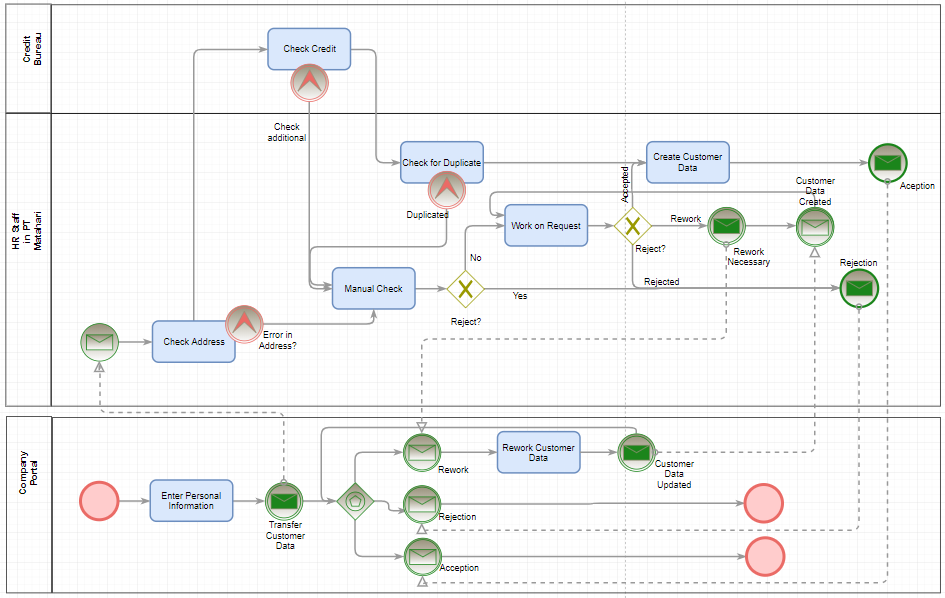 Credit
Bureau
Check Credit
Check
additional
HR Staff
in PT
Matahari
Check for Duplicate
Duplicated
Create Customer
Data
Accepted
Aception
Customer
Data
Created
Work on Request
Rework
Reject?
Rework
Necessary
Rejection
No
Rejected
Manual Check
Yes
Reject?
Check Address
Error in
Address?
Company
Portal
Rework Customer
Data
Rework
Customer
Data
Updated
Enter Personal
Information
Transfer
Customer
Data
Rejection
Acception